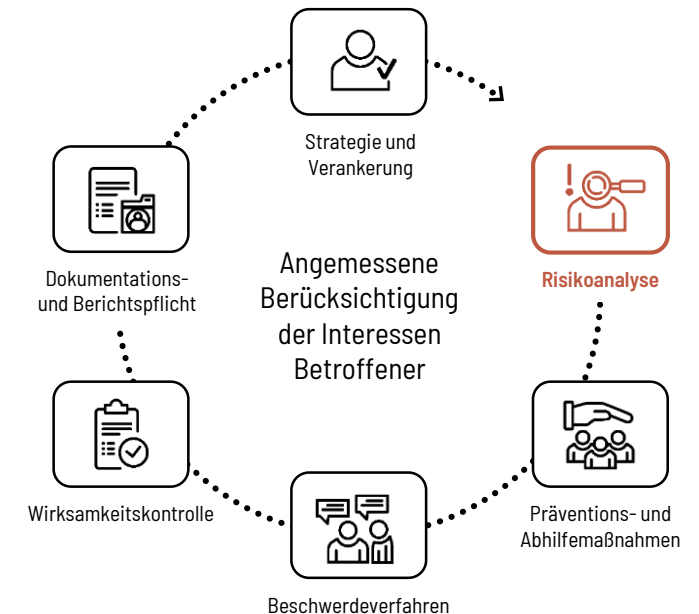 Strategie und
Verankerung
Risikoanalyse
Präventions- und
Abhilfemaßnahmen
Beschwerdeverfahren
Wirksamkeitskontrolle
Dokumentations-
und Berichtspflicht
Angemessene
Berücksichtigung
der Interessen
Betroffener